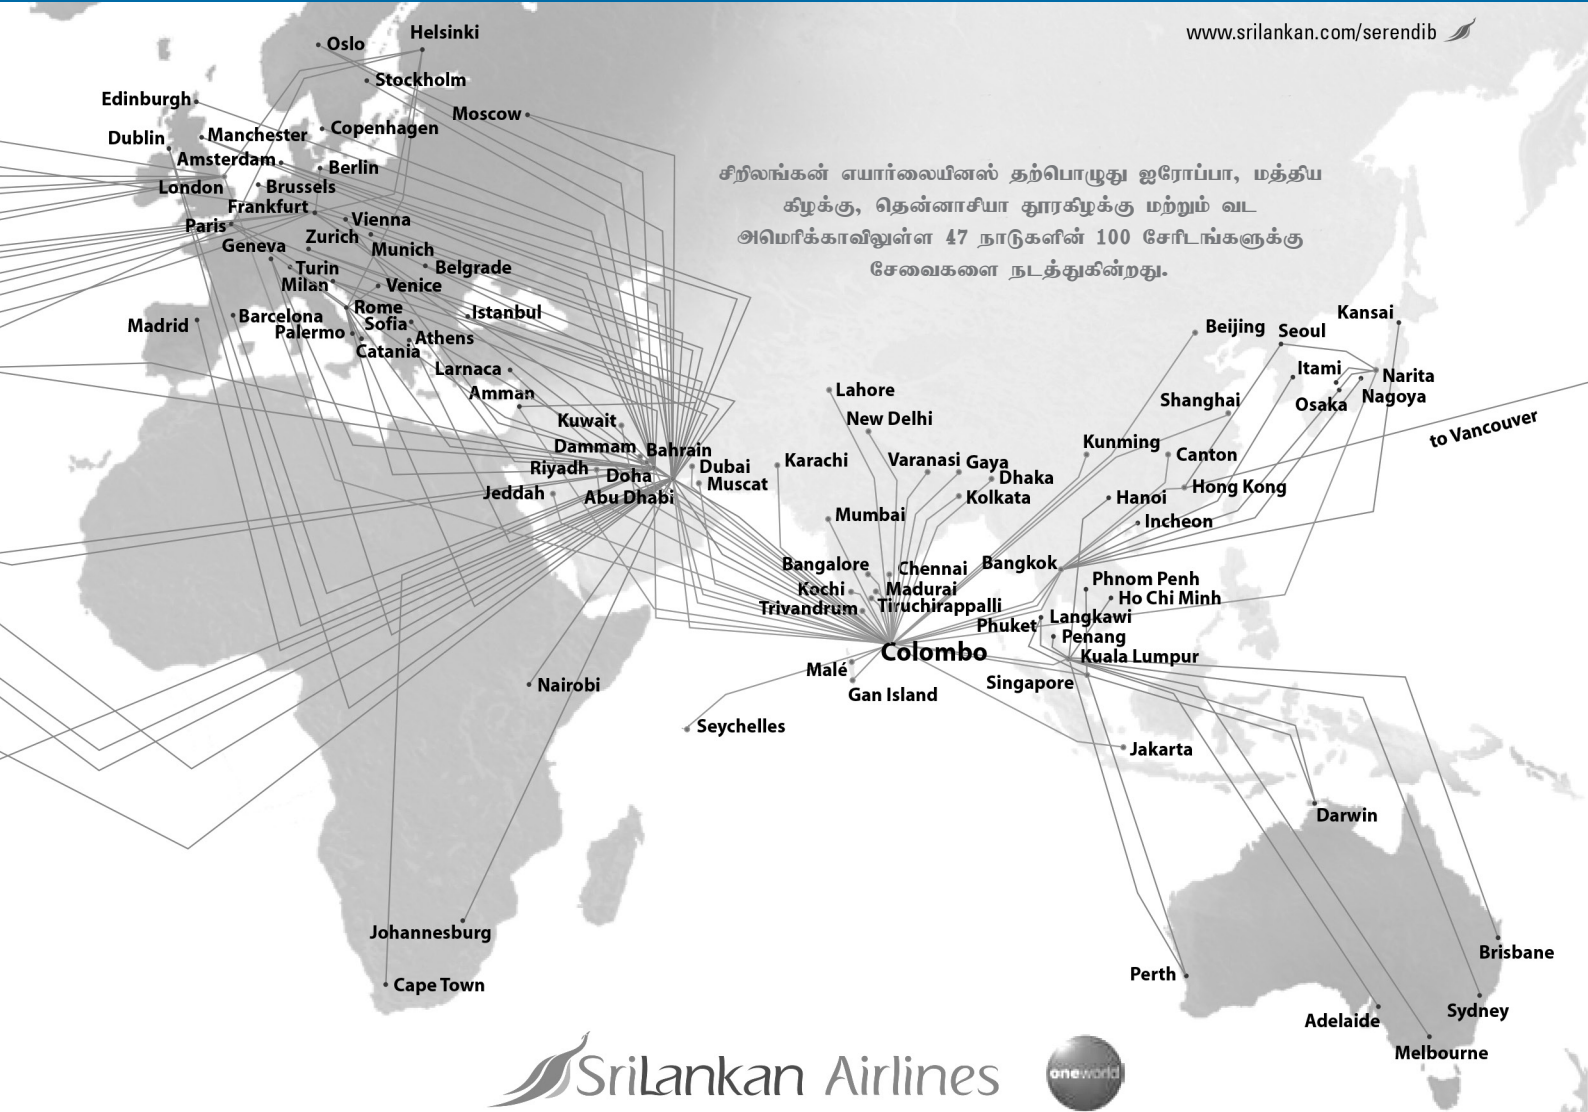 www.srilankan.com/serendib
Oslo
Helsinki
Stockholm
Edinburgh
Moscow
Dublin
Manchester
Copenhagen
Amsterdam
Berlin
London
Brussels
Frankfurt
Paris
Vienna
Geneva
Zurich
Munich
Turin
Belgrade
Milan
Venice
Madrid
Barcelona
Rome
Istanbul
Palermo
Sofia
Catania
Athens
Larnaca
Amman
Kuwait
Dammam
Bahrain
Riyadh
Doha
Dubai
Jeddah
Abu Dhabi
Muscat
சிறிலங்கன் எயார்லையினஸ் தற்பொழுது ஐரோப்பா, மத்திய
கிழக்கு, தென்னாசியா தூரகிழக்கு மற்றும் வட
அமெரிக்காவிலுள்ள 47 நாடுகளின் 100 சேரிடங்களுக்கு
சேவைகளை நடத்துகின்றது.
Kansai
Beijing
Seoul
Itami
Narita
Osaka
Nagoya
Shanghai
to Vancouver
Lahore
New Delhi
Kunming
Canton
Karachi
Varanasi
Gaya
Dhaka
Kolkata
Hanoi
Hong Kong
Mumbai
Incheon
Bangalore
Chennai
Bangkok
Kochi
Madurai
Phnom Penh
Trivandrum
Tiruchirappalli
Ho Chi Minh
Phuket
Langkawi
Penang
Colombo
Kuala Lumpur
Malé
Singapore
Gan Island
Nairobi
Seychelles
Jakarta
Darwin
Johannesburg
Cape Town
Perth
Brisbane
Adelaide
Sydney
Melbourne
SriLankan Airlines
oneworld